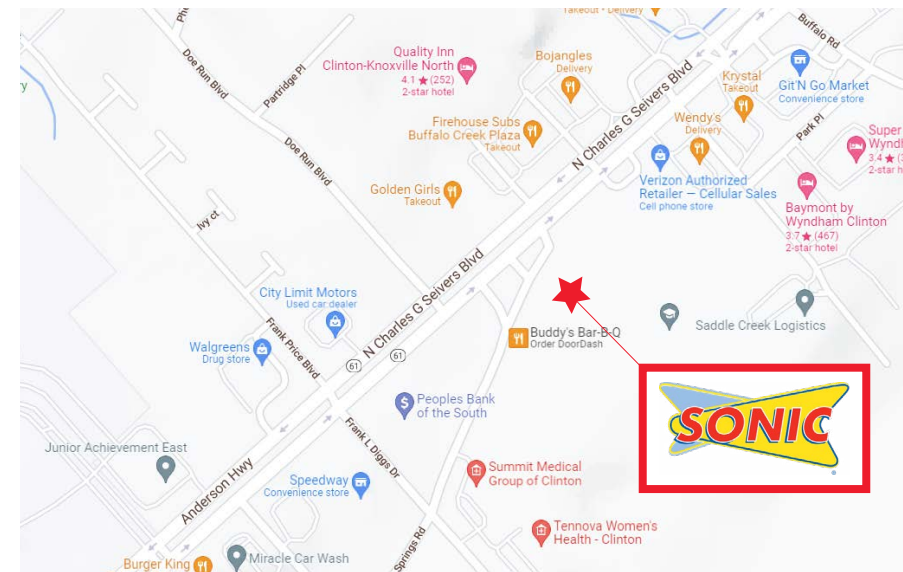 Takeout • Delivery
Buffalo Rd
Doe Run Blvd
Partridge Pl
Quality Inn
Clinton-Knoxville North
4.1 ★ (252)
2-star hotel
Bojangles
Delivery
N Charles G Seivers Blvd
Krystal
Takeout
Git'N Go Market
Convenience store
Firehouse Subs
Buffalo Creek Plaza
Takeout
Wendy's
Delivery
Park Pl
Super
Wyndh
3.4 ★
2-star h
Doe Run Blvd
Verizon Authorized
Retailer — Cellular Sales
Cell phone store
Golden Girls
Takeout
Baymont by
Wyndham Clinton
3.7 ★ (467)
2-star hotel
Ivy ct
N Charles G Seivers Blvd
City Limit Motors
Used car dealer
Saddle Creek Logistics
Buddy's Bar-B-Q
Order DoorDash
Walgreens
Drug store
Frank Price Blvd
61
61
Peoples Bank
of the South
SONIC
Frank L Diggs Dr
Junior Achievement East
Anderson Hwy
Speedway
Convenience store
Summit Medical
Group of Clinton
Springs Rd
Tennova Women's
Health - Clinton
Miracle Car Wash
Burger King